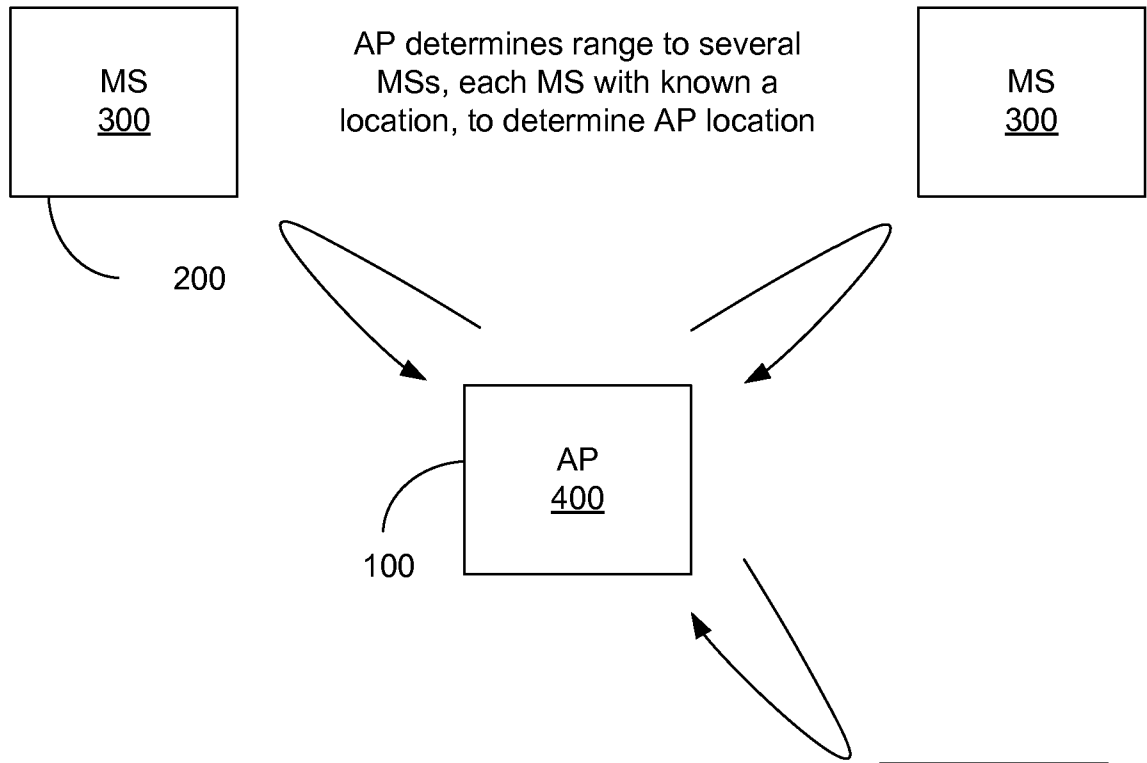 MS
300
AP determines range to several
MSs, each MS with known a
location, to determine AP location
MS
300
200
AP
400
100